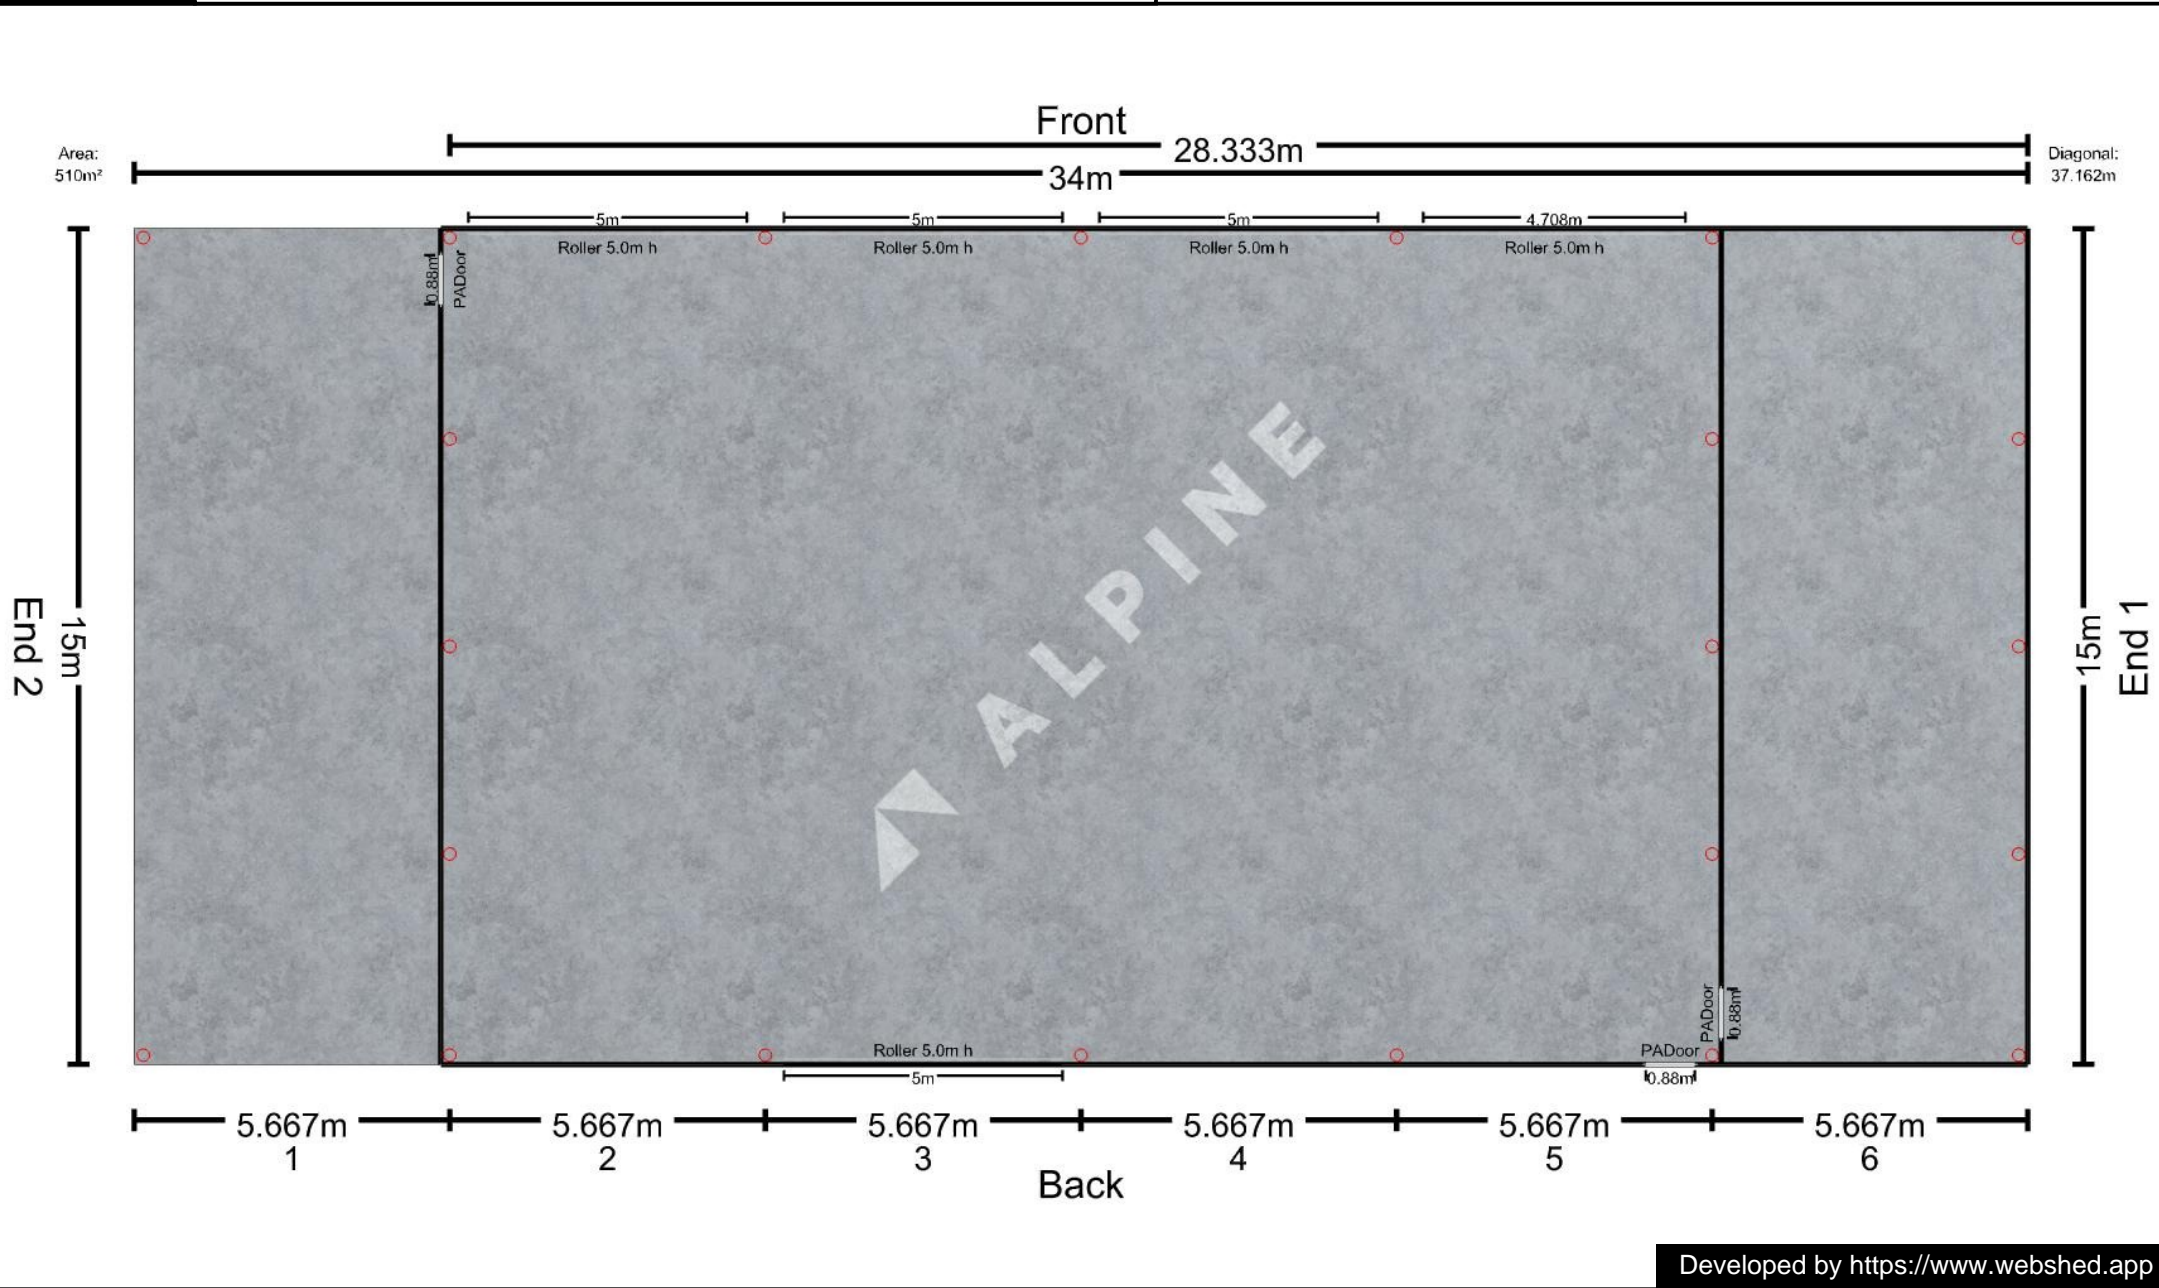 Front
28.333m
Area:
510m²
Diagonal:
37.162m
34m
5m
5m
5m
4.708m
Roller 5.0m h
Roller 5.0m h
Roller 5.0m h
Roller 5.0m h
0.88m
PADoor
End 2
15m
ALPINE
15m
End 1
PADoor
0.88m
Roller 5.0m h
PADoor
5m
0.88m
5.667m
5.667m
5.667m
5.667m
5.667m
5.667m
1
2
3
4
5
6
Back
Developed by https://www.webshed.app